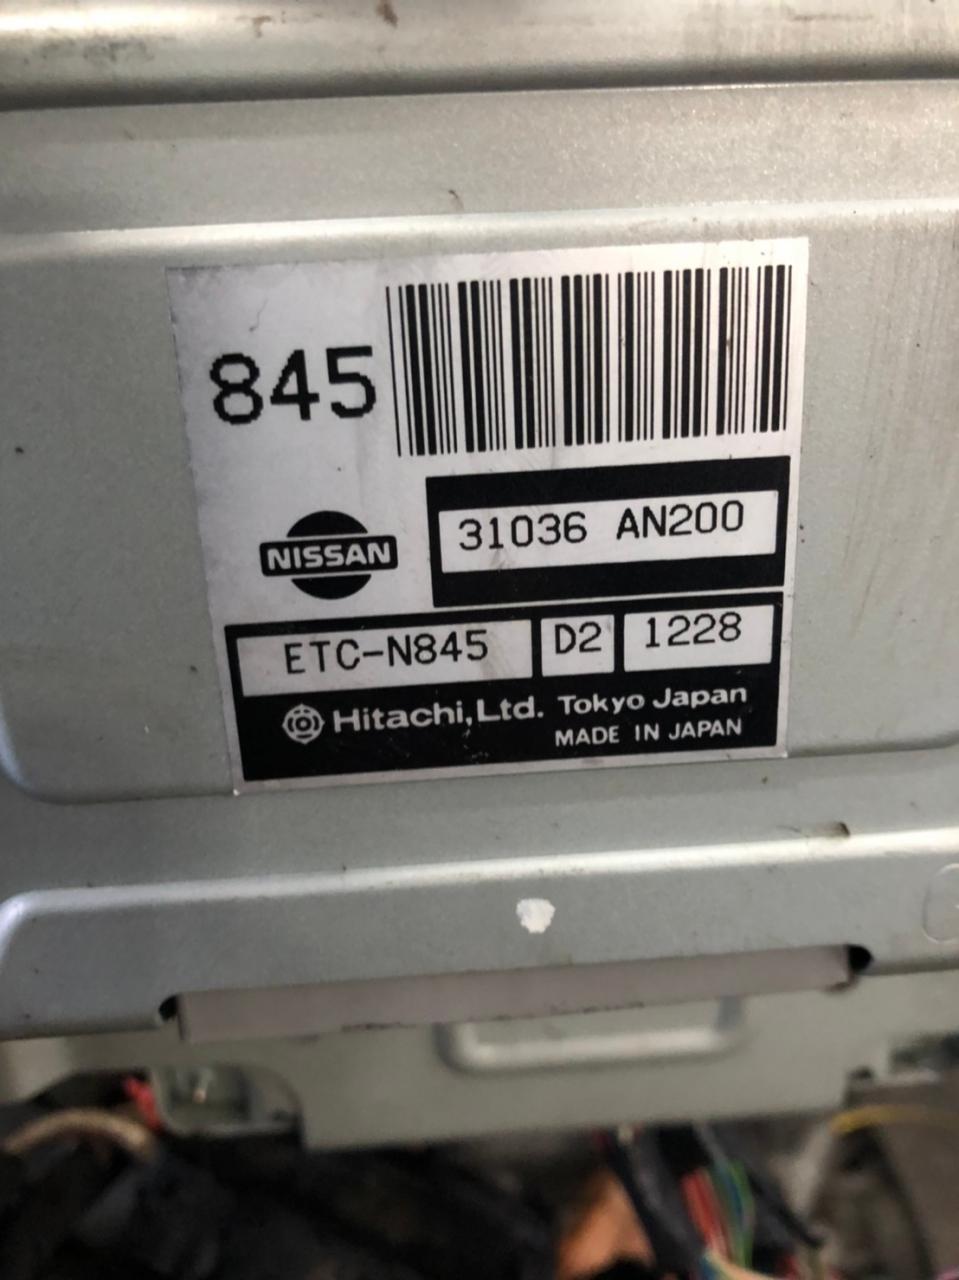 845
NISSAN
31036 AN200
ETC-N845 D2 1228
Hitachi,Ltd. Tokyo Japan
MADE IN JAPAN